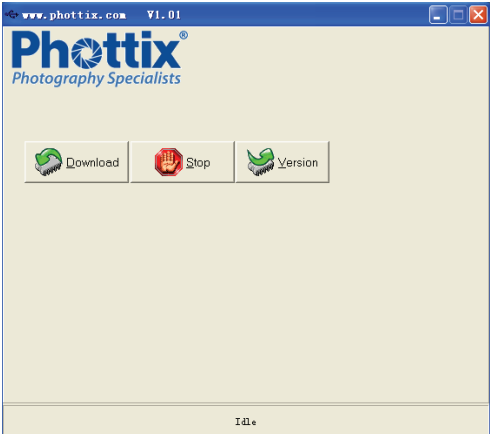 www.phottix.com V1.01
Phottix®
Photography Specialists
Download Stop Version
Idle